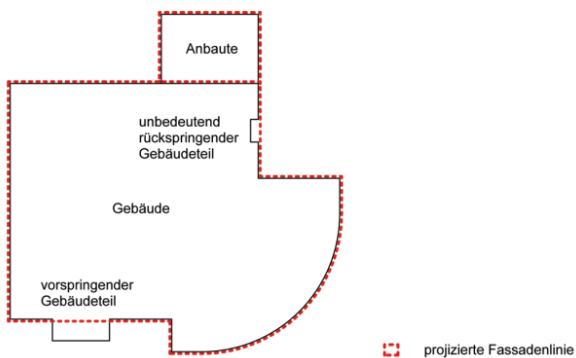 Anbaute
unbedeutend
rückspringender
Gebäudeteil
Gebäude
vorspringender
Gebäudeteil
projizierte Fassadenlinie